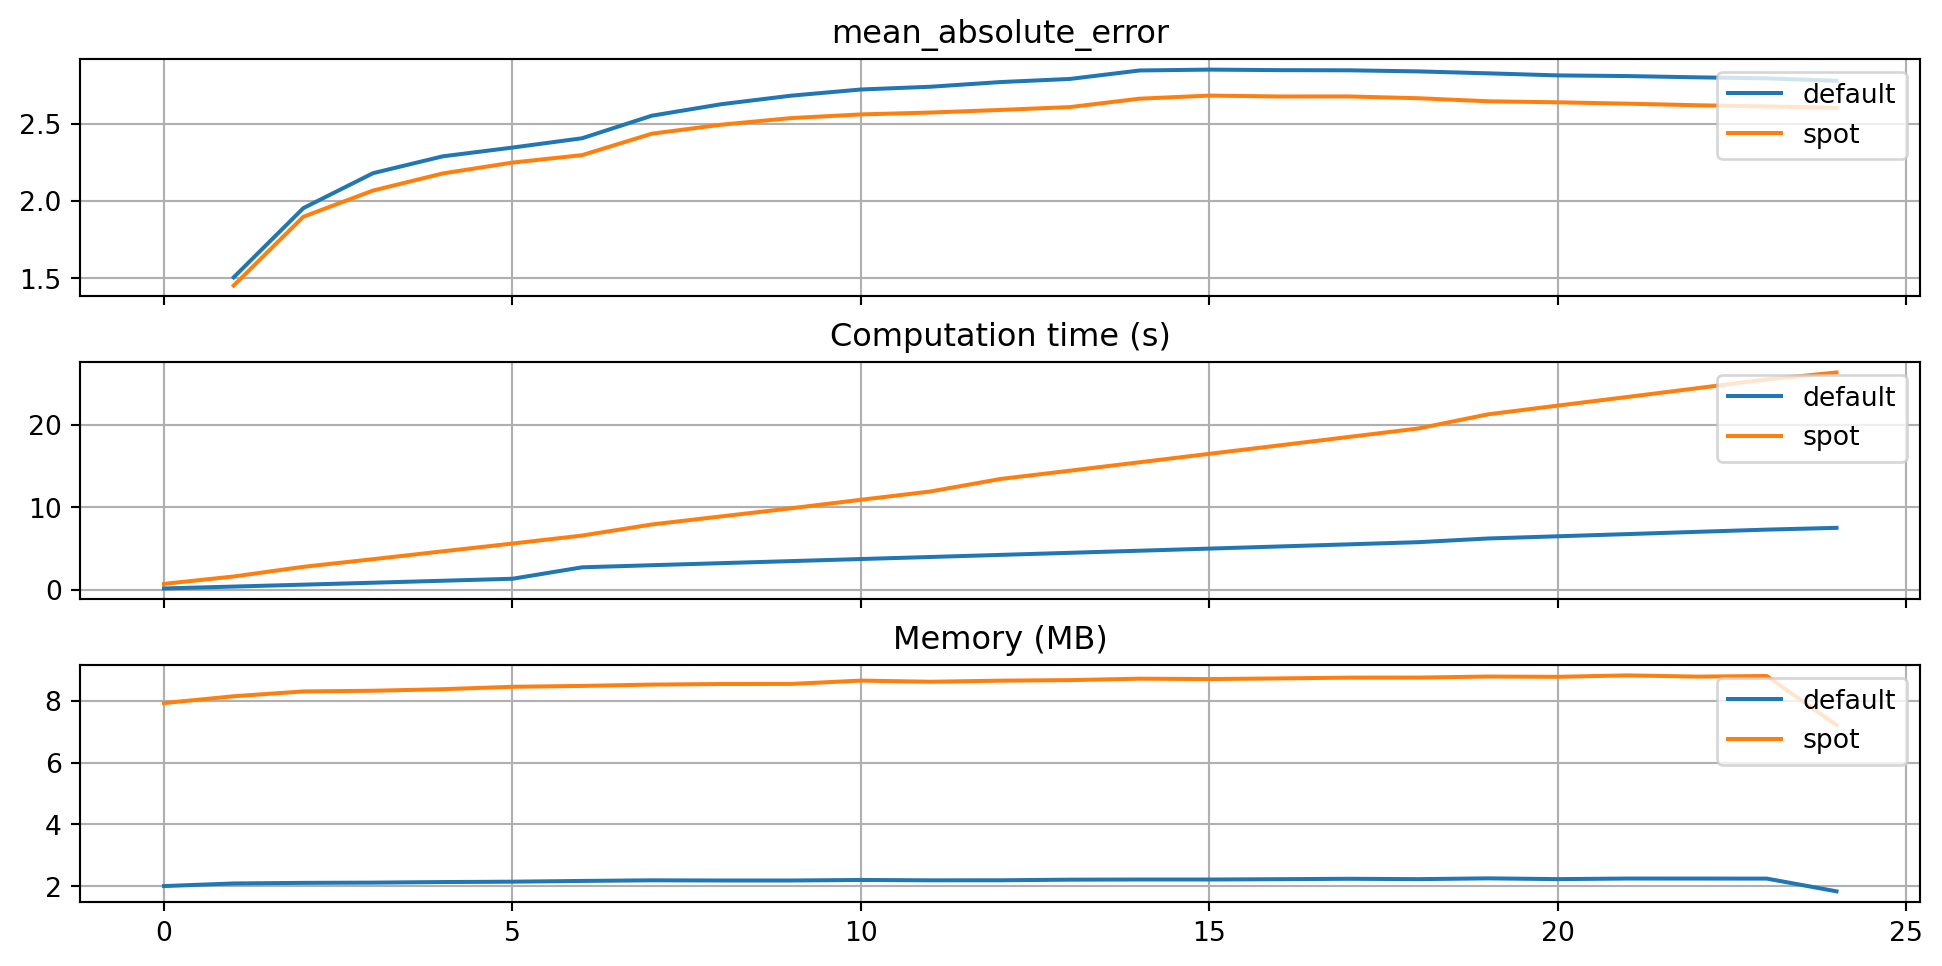 mean_absolute_error
2.5
2.0
1.5
default
spot
Computation time (s)
20
10
0
default
spot
Memory (MB)
8
6
4
2
default
spot
0 5 10 15 20 25